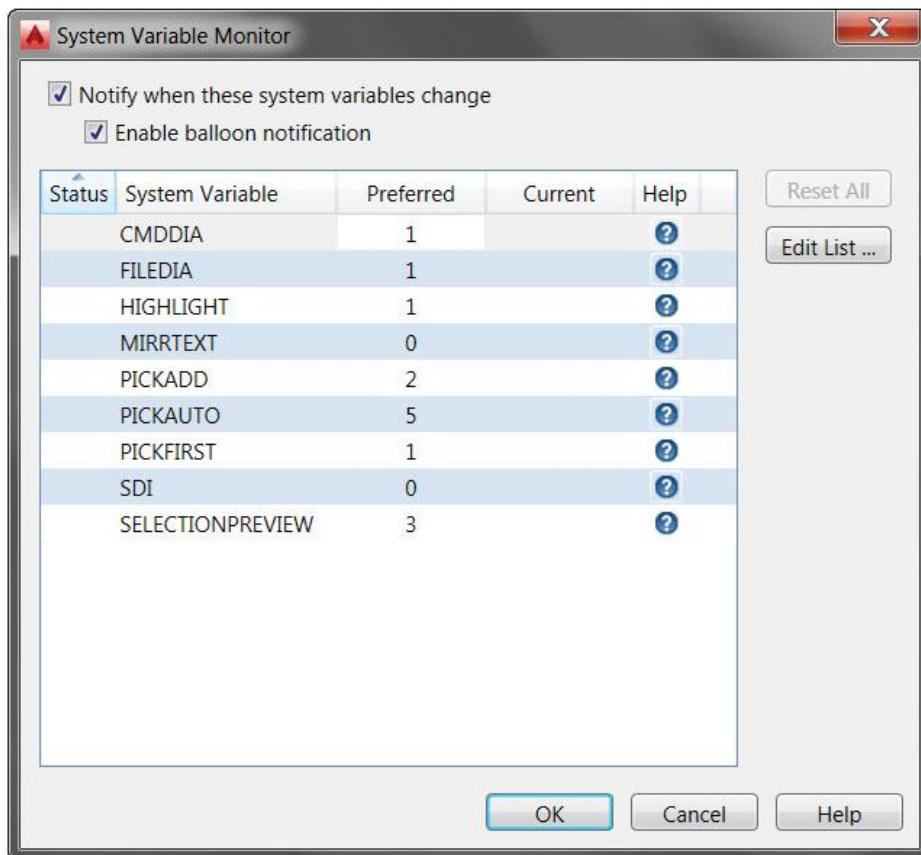 System Variable Monitor
Notify when these system variables change
Enable balloon notification
Status System Variable Preferred Current Help
Reset All
CMDDIA 1
Edit List ...
FILEDIA 1
HIGHLIGHT 1
MIRRTEXT 0
PICKADD 2
PICKAUTO 5
PICKFIRST 1
SDI 0
SELECTIONPREVIEW 3
OK Cancel Help